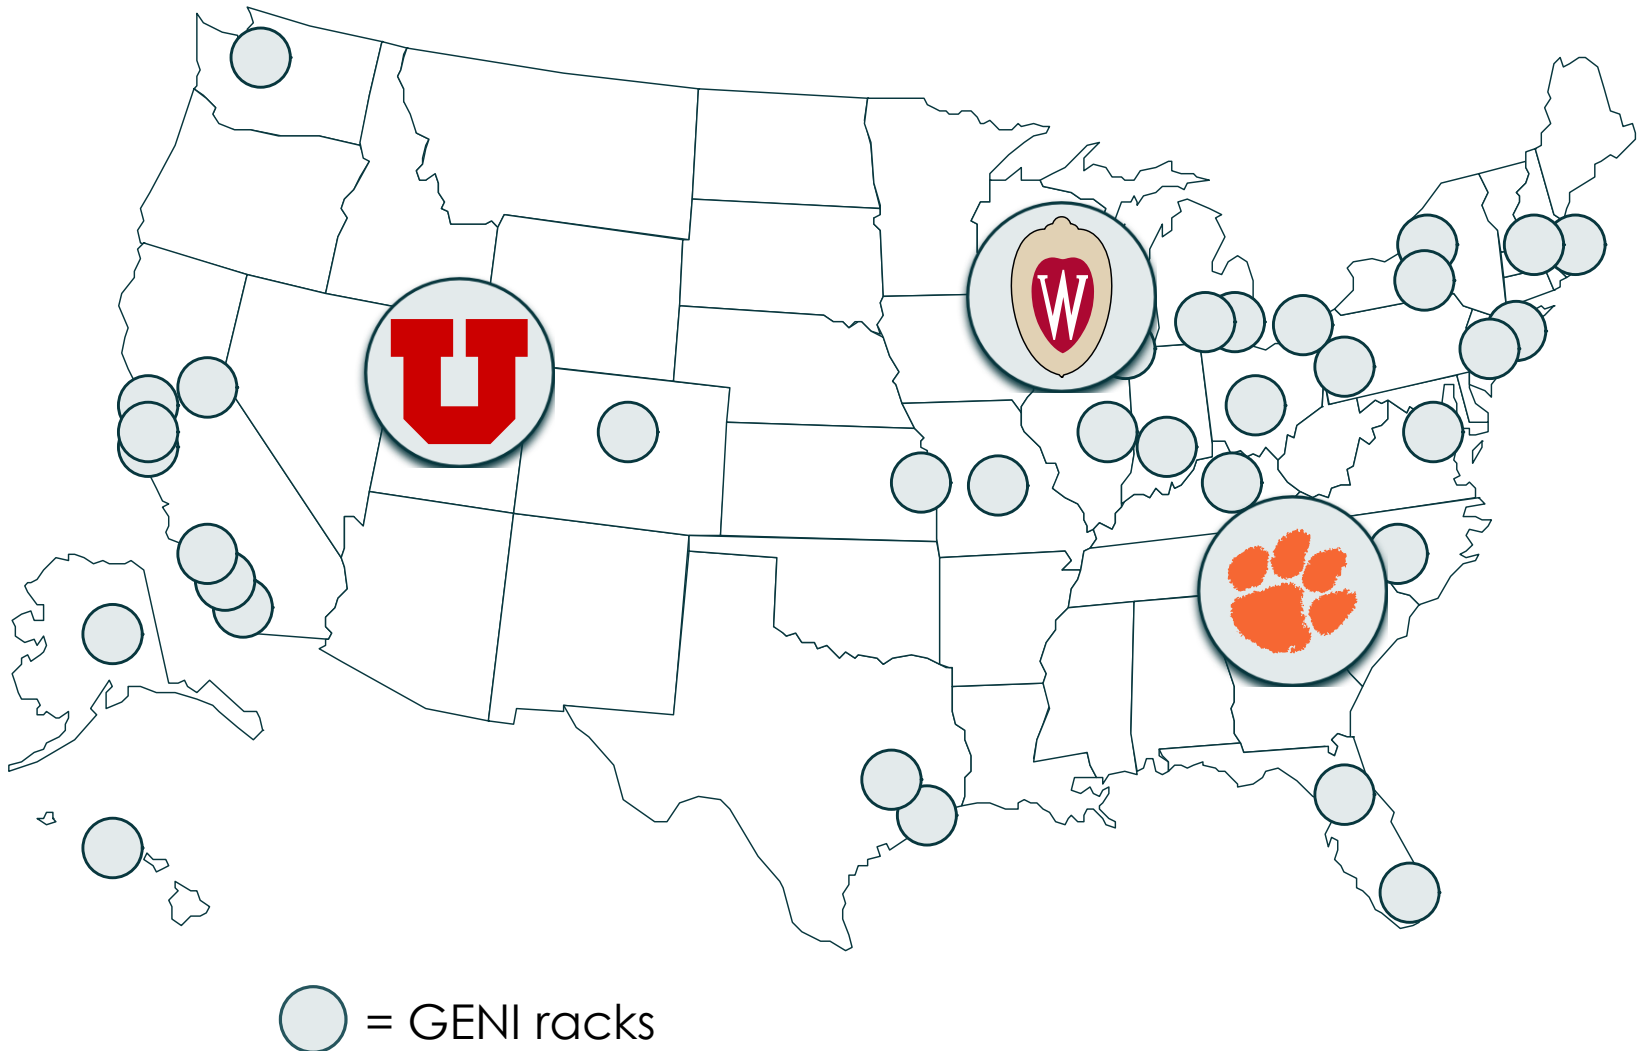 W
U
= GENI racks